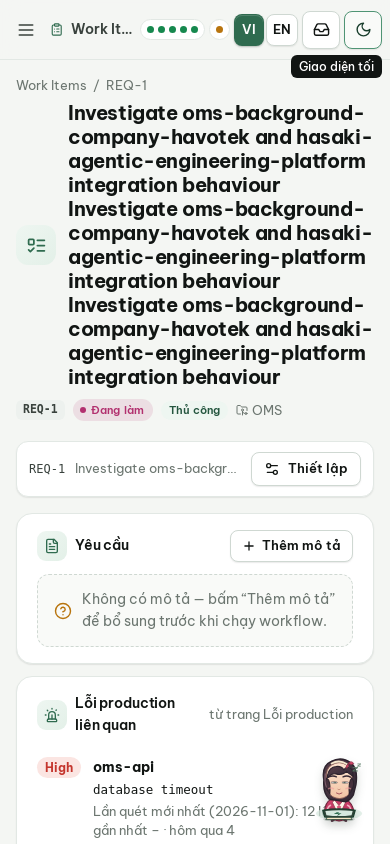 Work It...
VI
EN
Giao diện tối
Work Items / REQ-1
Investigate oms-background-
company-havotek and hasaki-
agentic-engineering-platform
integration behaviour
Investigate oms-background-
company-havotek and hasaki-
agentic-engineering-platform
integration behaviour
Investigate oms-background-
company-havotek and hasaki-
agentic-engineering-platform
integration behaviour
REQ-1 Đang làm Thủ công OMS
REQ-1 Investigate oms-backgr... Thiết lập
Yêu cầu Thêm mô tả
Không có mô tả — bấm “Thêm mô tả”
để bổ sung trước khi chạy workflow.
Lỗi production
liên quan
từ trang Lỗi production
High oms-api
database timeout
Lần quét mới nhất (2026-11-01): 12
gần nhất – · hôm qua 4